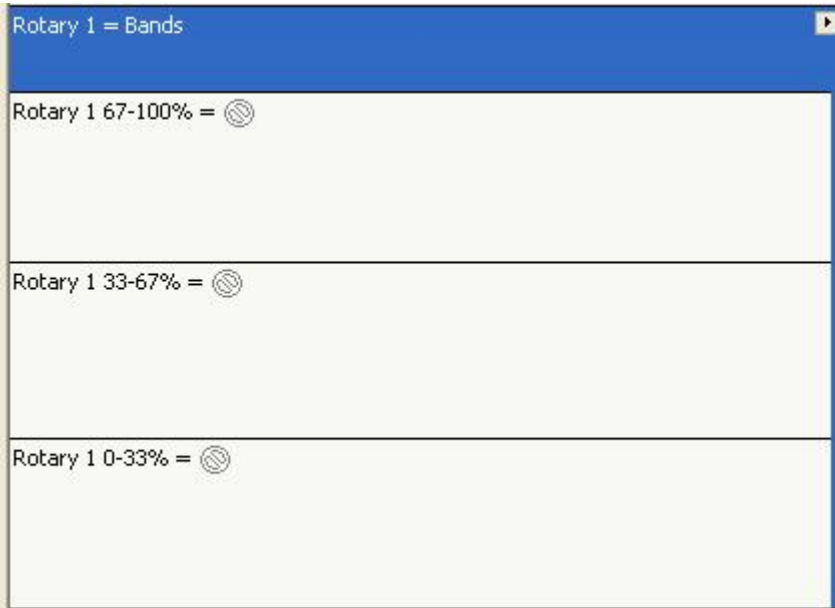 Rotary 1 = Bands
Rotary 1 67-100% =
Rotary 1 33-67% =
Rotary 1 0-33% =